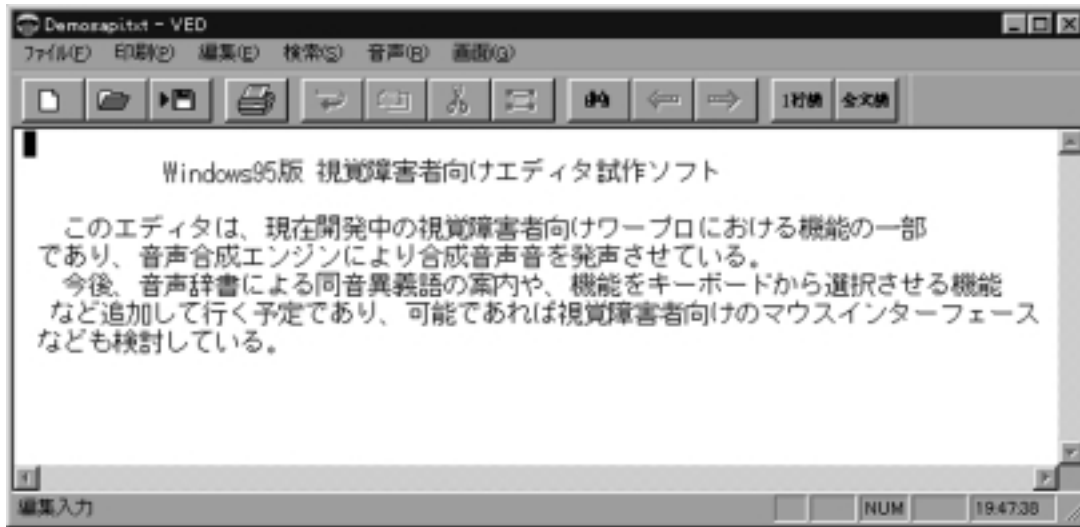 Demosapi.txt - VED
ファイル(F) 印刷(P) 編集(E) 検索(S) 音声(R) 画面(G)
Windows95版 視覚障害者向けエディタ試作ソフト
このエディタは、現在開発中の視覚障害者向けワープロにおける機能の一部
であり、音声合成エンジンにより合成音声音を発声させている。
今後、音声辞書による同音異義語の案内や、機能をキーボードから選択させる機能
など追加して行く予定であり、可能であれば視覚障害者向けのマウスインターフェース
なども検討している。
編集入力 NUM 19:47:38